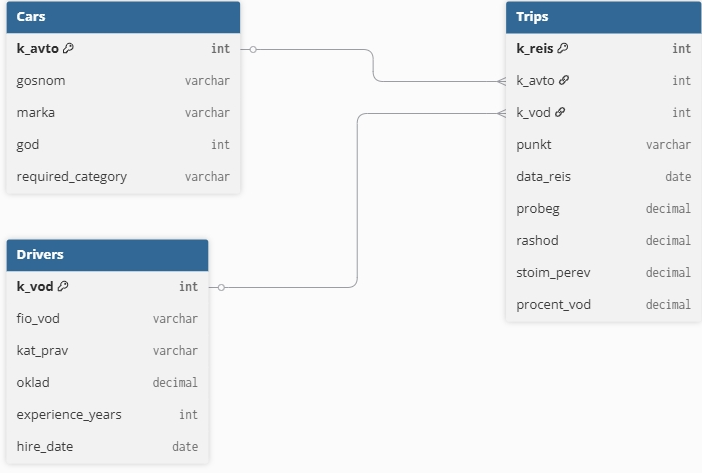 Cars
k_avto int
gosnom varchar
marka varchar
god int
required_category varchar
Drivers
k_vod int
fio_vod varchar
kat_prav varchar
oklad decimal
experience_years int
hire_date date
Trips
k_reis int
k_avto int
k_vod int
punkt varchar
data_reis date
probeg decimal
rashod decimal
stoim_perev decimal
procent_vod decimal